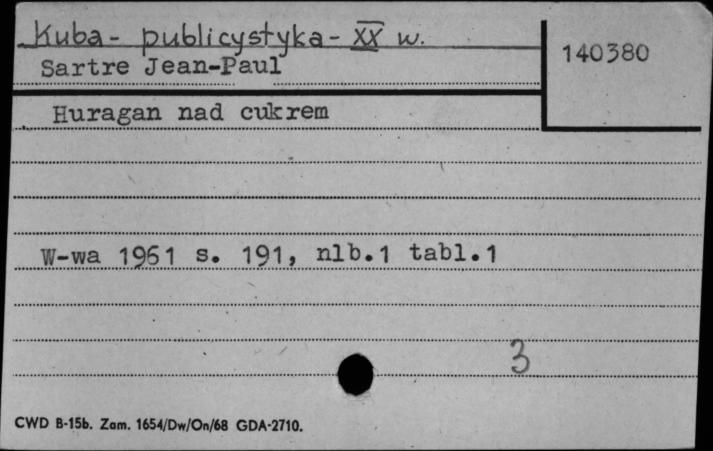 Kuba - publicystyka - XX w.
140380
Sartre Jean-Paul
Huragan nad cukrem
W-wa 1961 s. 191, nlb.1 tabl.1
3
CWD B-15b. Zam. 1654/Dw/On/68 GDA-2710.